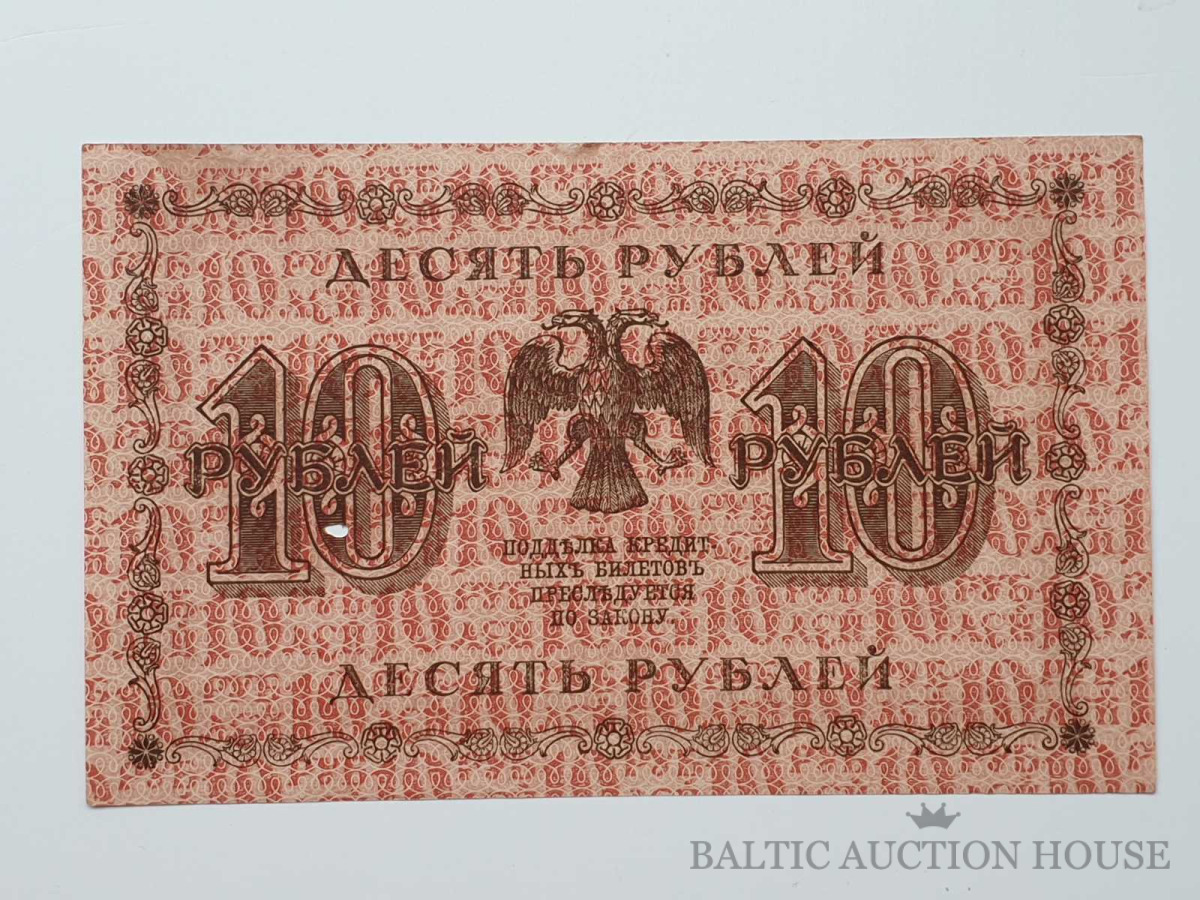 ДЕСЯТЬ РУБЛЕЙ
10 10
РУБЛЕЙ РУБЛЕЙ
ПОДДѢЛКА КРЕДИТ-
НЫХЪ БИЛЕТОВЪ
ПРЕСЛѢДУЕТСЯ
ПО ЗАКОНУ.
ДЕСЯТЬ РУБЛЕЙ
BALTIC AUCTION HOUSE